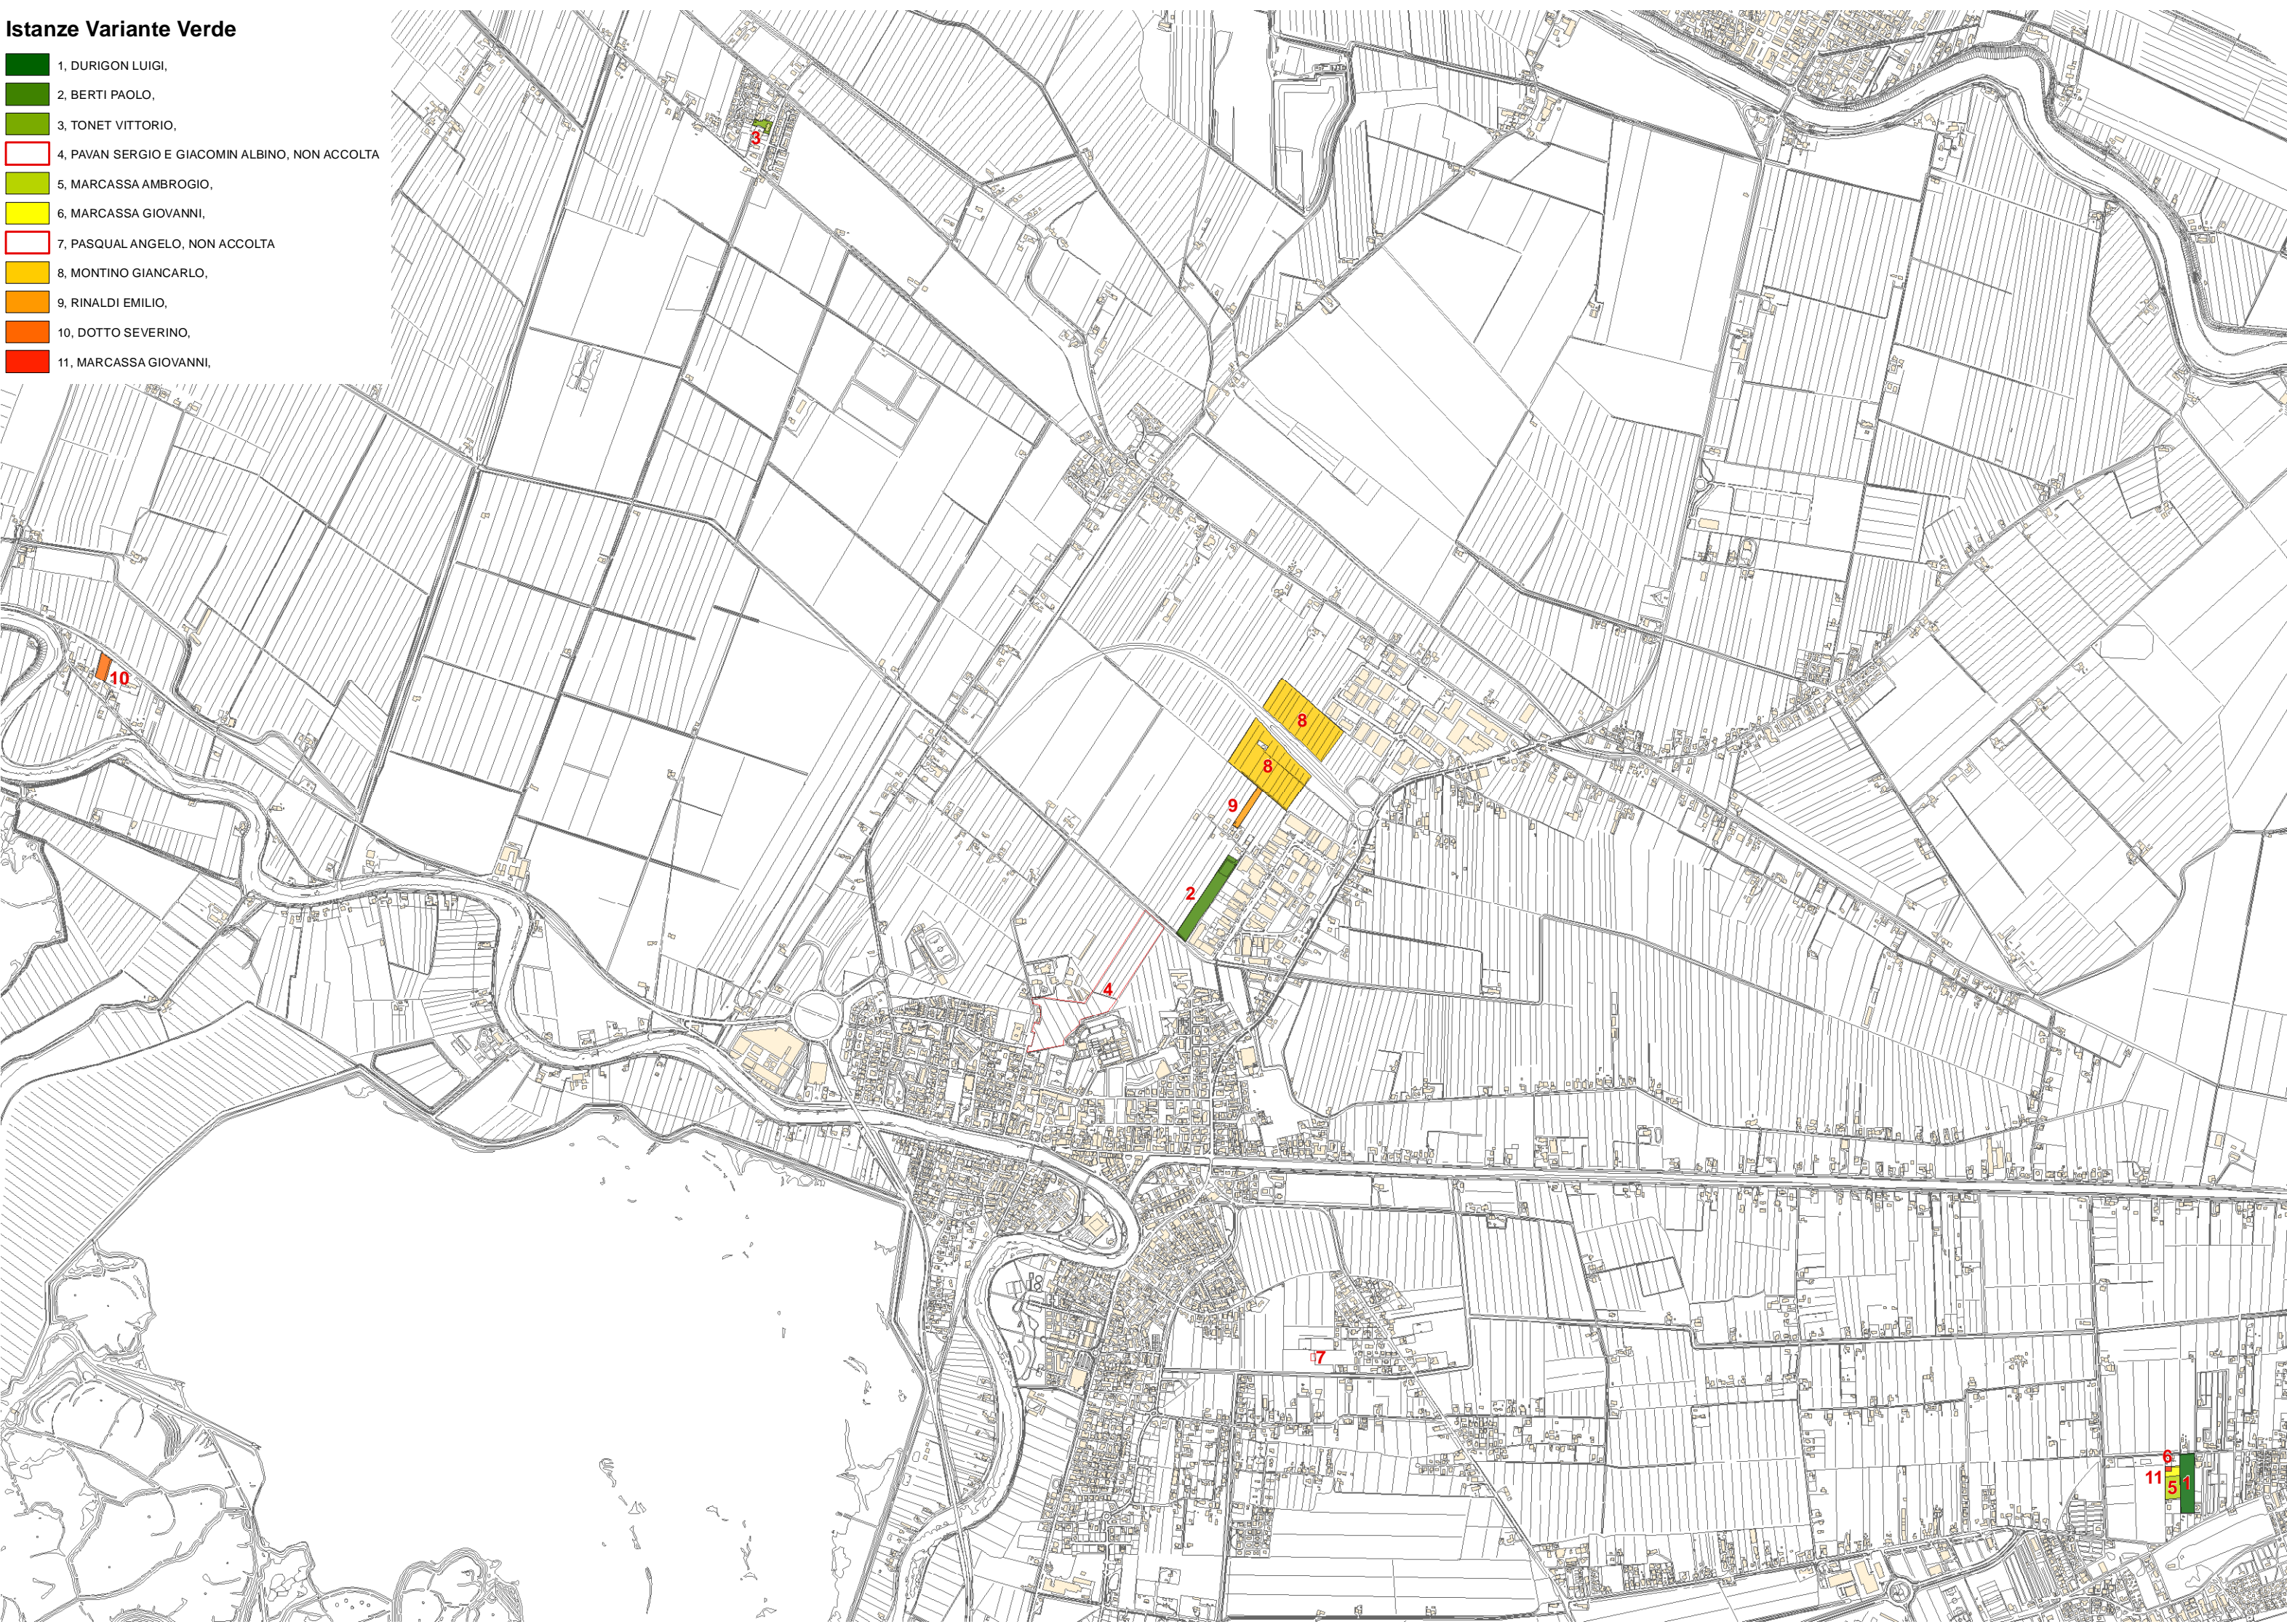 Istanze Variante Verde
1, DURIGON LUIGI,
2, BERTI PAOLO,
3, TONET VITTORIO,
4, PAVAN SERGIO E GIACOMIN ALBINO, NON ACCOLTA
5, MARCASSA AMBROGIO,
6, MARCASSA GIOVANNI,
7, PASQUAL ANGELO, NON ACCOLTA
8, MONTINO GIANCARLO,
9, RINALDI EMILIO,
10, DOTTO SEVERINO,
11, MARCASSA GIOVANNI,
3
10
8
8
9
2
4
7
6
11
5
1